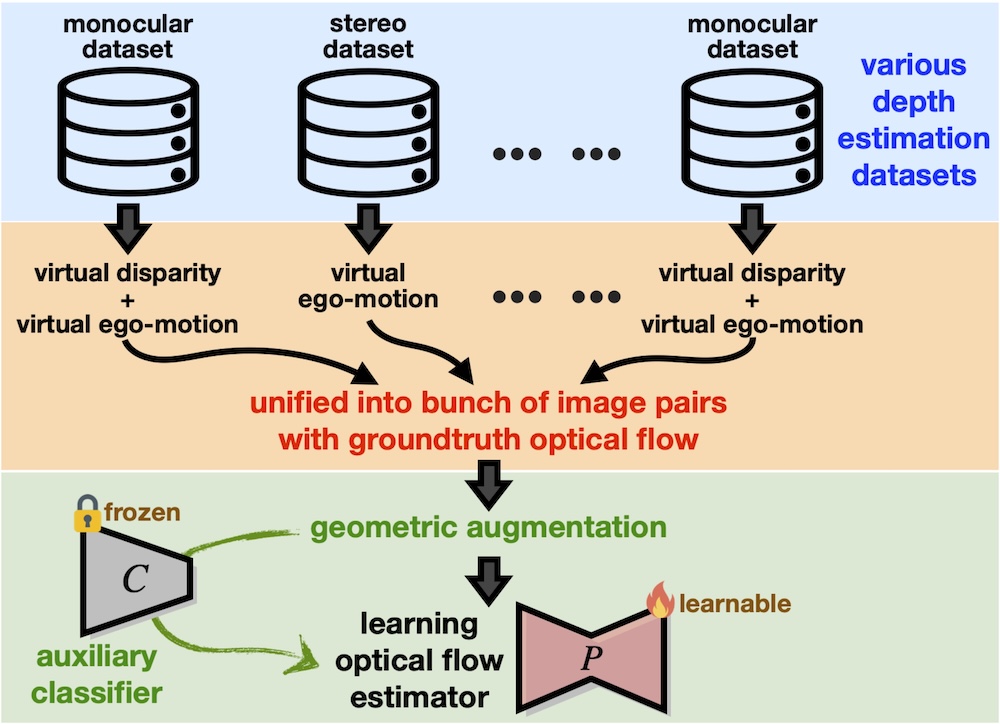 monocular
dataset
stereo
dataset
monocular
dataset
various
depth
estimation
datasets
virtual disparity
+
virtual ego-motion
virtual
ego-motion
virtual disparity
+
virtual ego-motion
unified into bunch of image pairs
with groundtruth optical flow
frozen
geometric augmentation
C
auxiliary
classifier
learning
optical flow
estimator
learnable
P